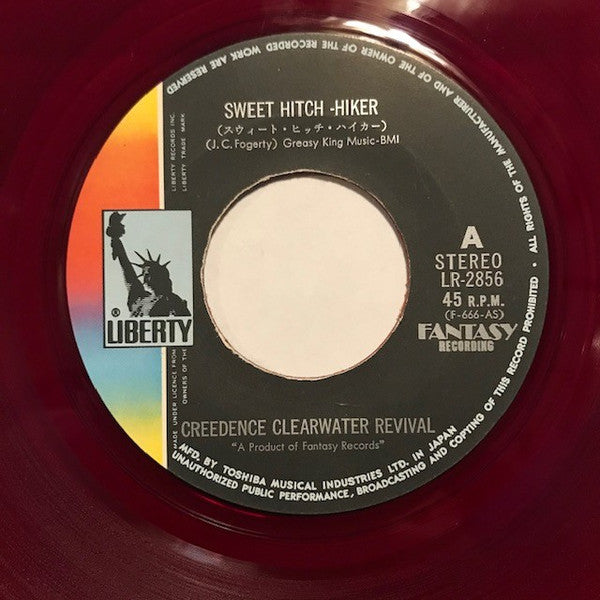 SWEET HITCH -HIKER
(スウィート・ヒッチ・ハイカー)
(J.C. Fogerty) Greasy King Music-BMI
LIBERTY RECORDS INC.
LIBERTY TRADE MARK
® LIBERTY
A
STEREO
LR-2856
45 R.P.M.
(F-666-AS)
FANTASY
RECORDING
CREEDENCE CLEARWATER REVIVAL
"A Product of Fantasy Records"
MADE UNDER LICENCE FROM
OWNERS OF THE
MFD. BY TOSHIBA MUSICAL INDUSTRIES LTD. IN JAPAN
ALL RIGHTS OF THE MANUFACTURER AND OF THE OWNER OF THE RECORDED WORK ARE RESERVED
UNAUTHORIZED PUBLIC PERFORMANCE, BROADCASTING AND COPYING OF THIS RECORD PROHIBITED ·